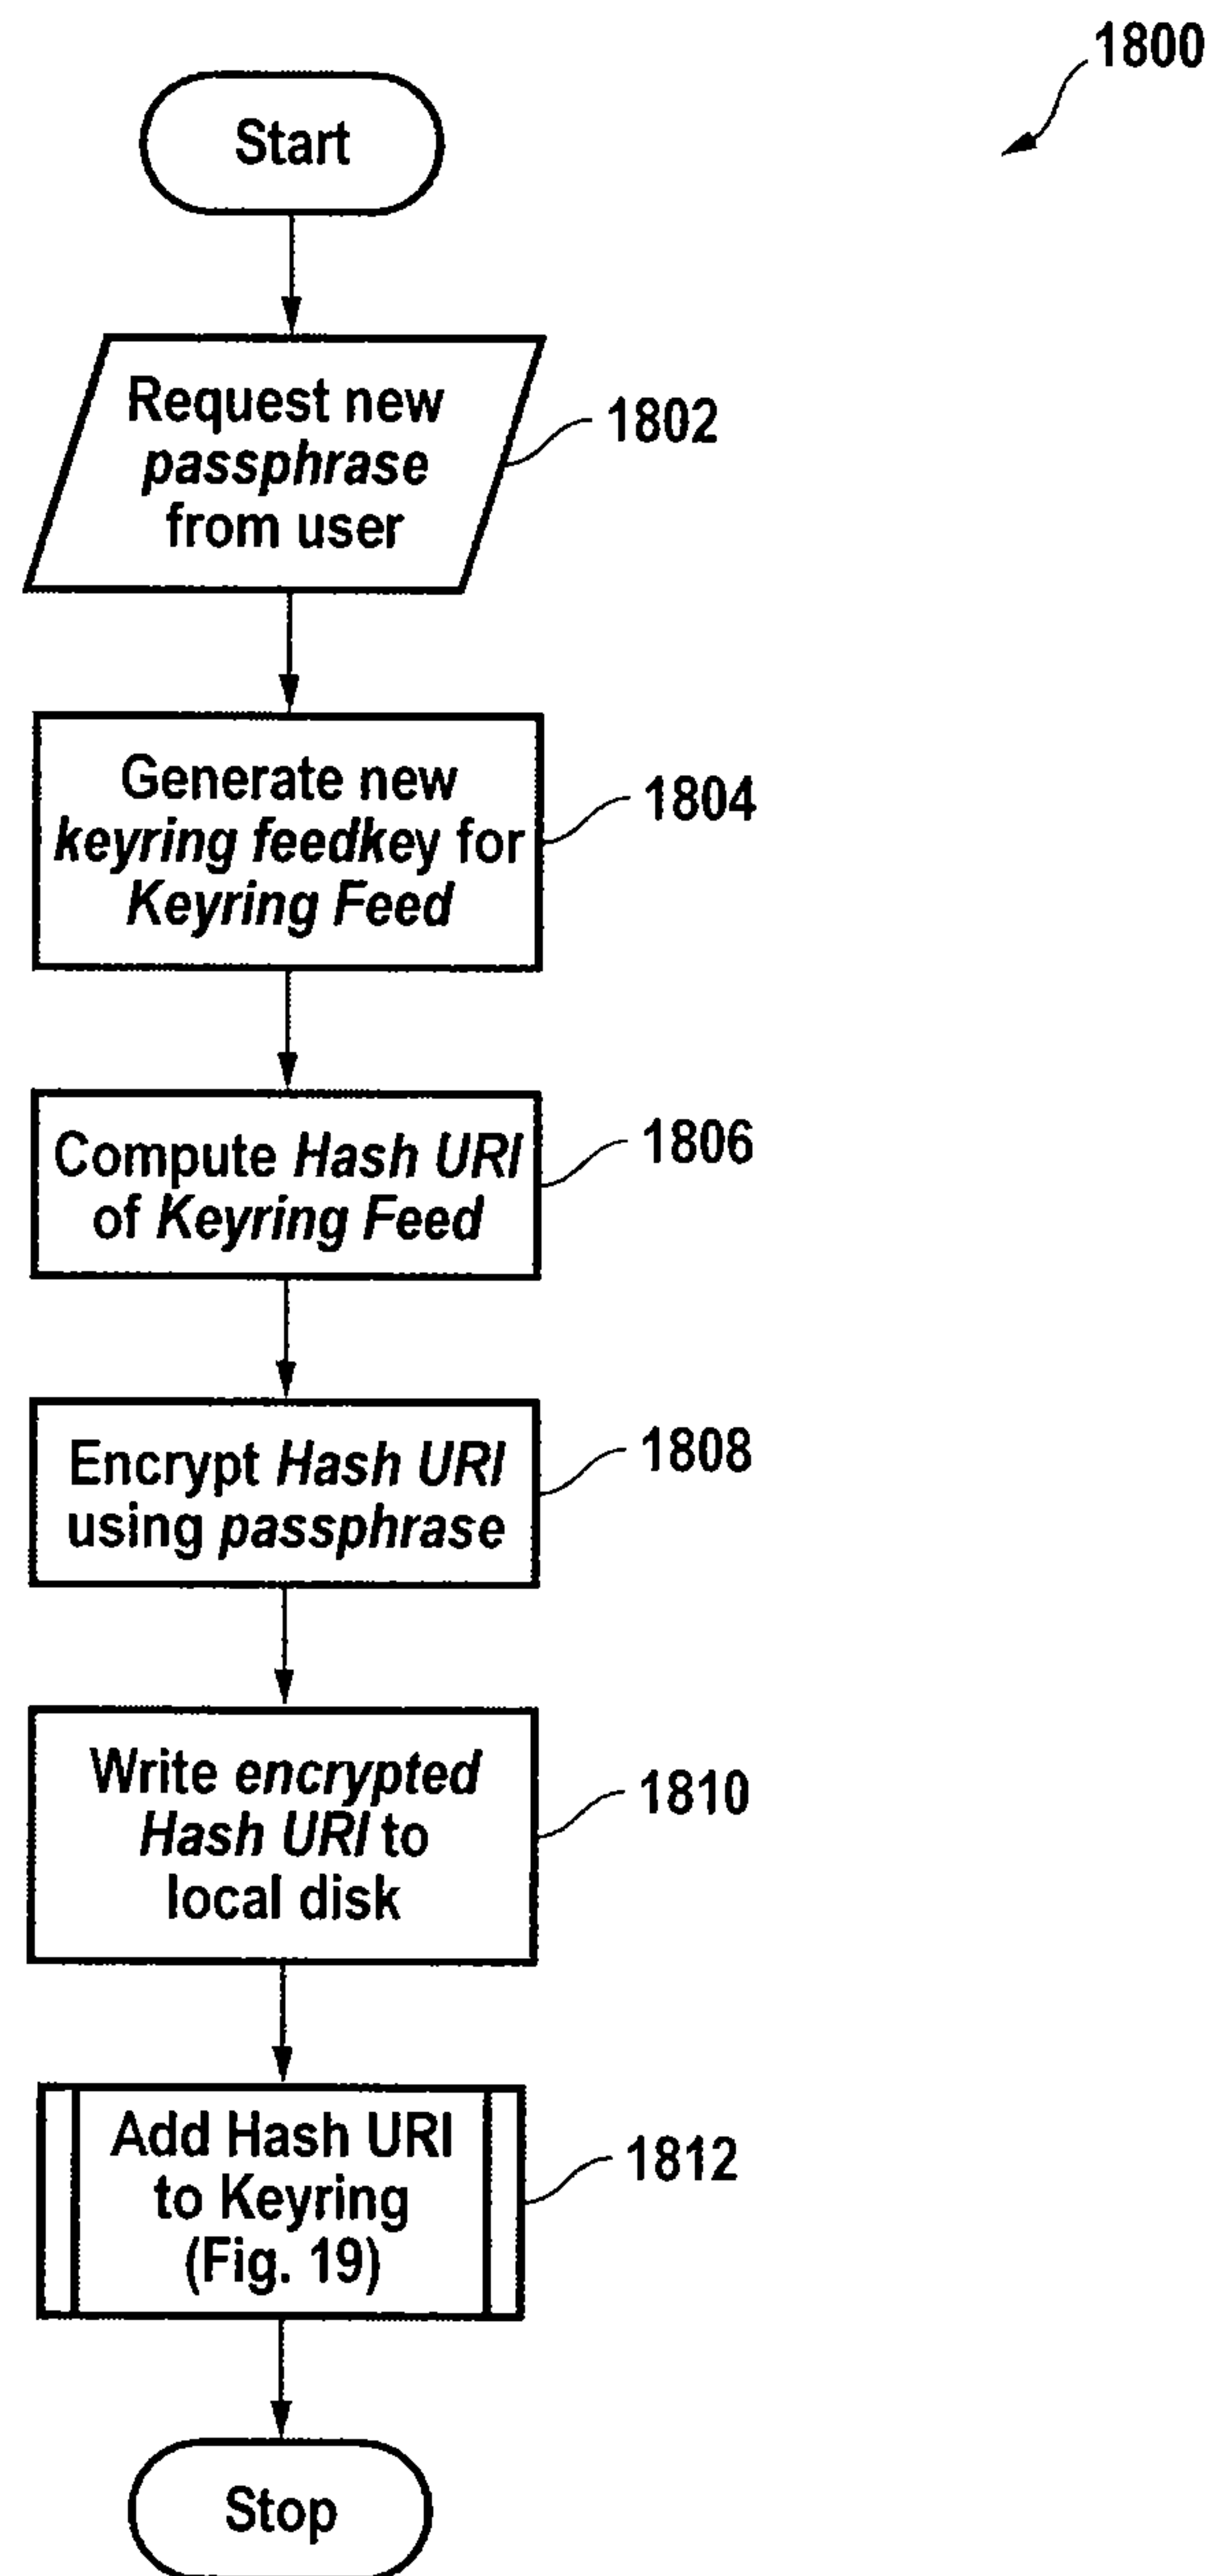 1800
Start
Request new
passphrase
from user
1802
Generate new
keyring feedkey for
Keyring Feed
1804
Compute Hash URI
of Keyring Feed
1806
Encrypt Hash URI
using passphrase
1808
Write encrypted
Hash URI to
local disk
1810
Add Hash URI
to Keyring
(Fig. 19)
1812
Stop